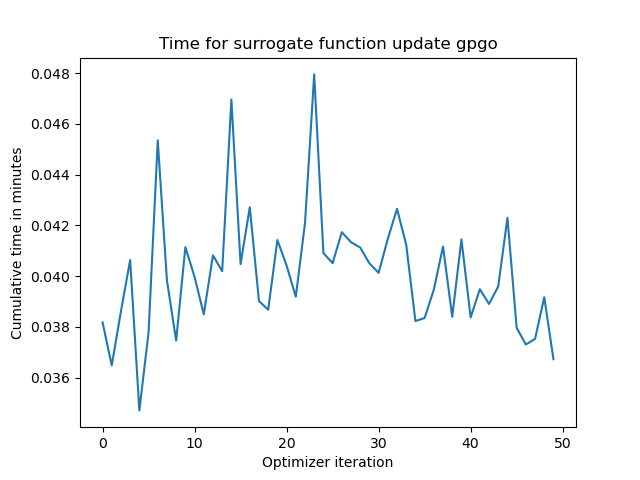 Time for surrogate function update gpgo
Cumulative time in minutes
0.048
0.046
0.044
0.042
0.040
0.038
0.036
0 10 20 30 40 50
Optimizer iteration